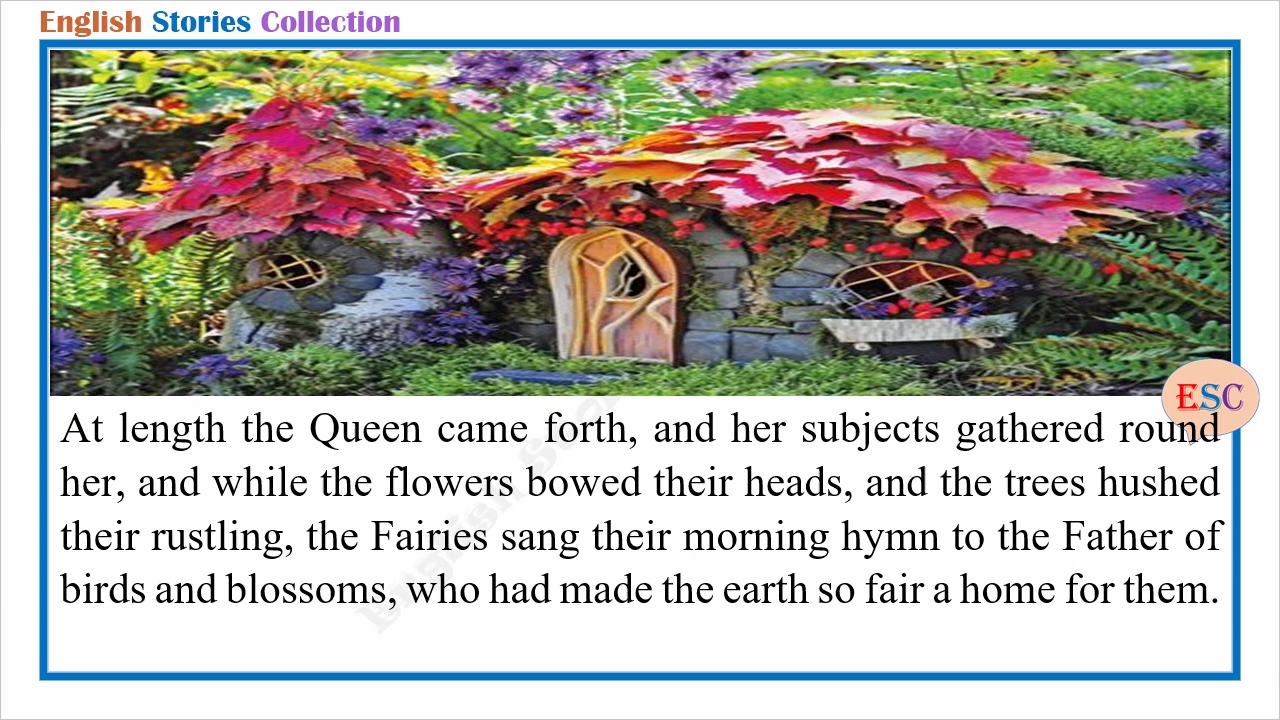 English Stories Collection
ESC
At length the Queen came forth, and her subjects gathered round
her, and while the flowers bowed their heads, and the trees hushed
their rustling, the Fairies sang their morning hymn to the Father of
birds and blossoms, who had made the earth so fair a home for them.